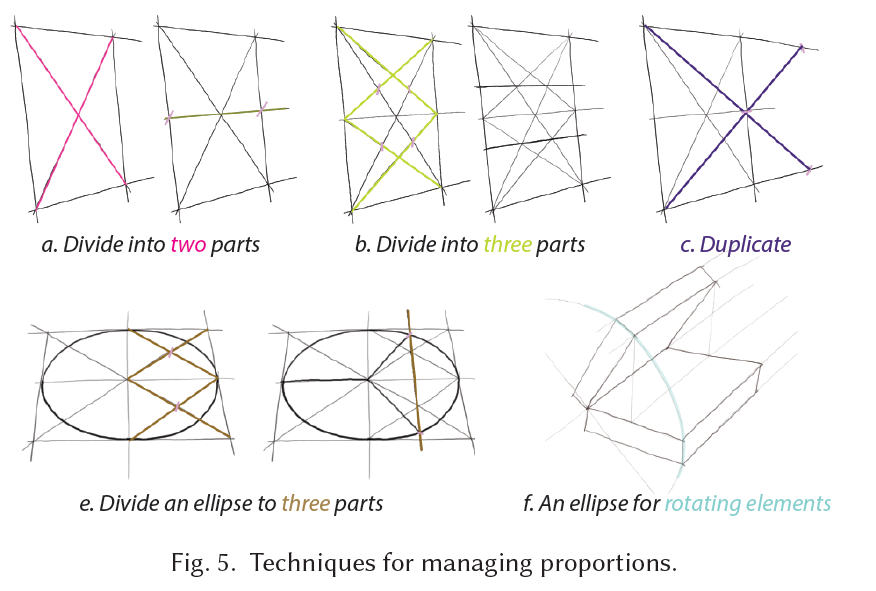 a. Divide into two parts
b. Divide into three parts
c. Duplicate
e. Divide an ellipse to three parts
f. An ellipse for rotating elements
Fig. 5. Techniques for managing proportions.